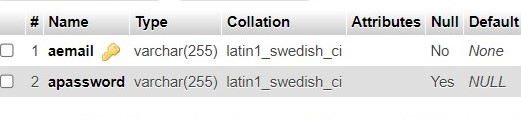 # Name Type Collation Attributes Null Default
1 aemail varchar(255) latin1_swedish_ci No None
2 apassword varchar(255) latin1_swedish_ci Yes NULL